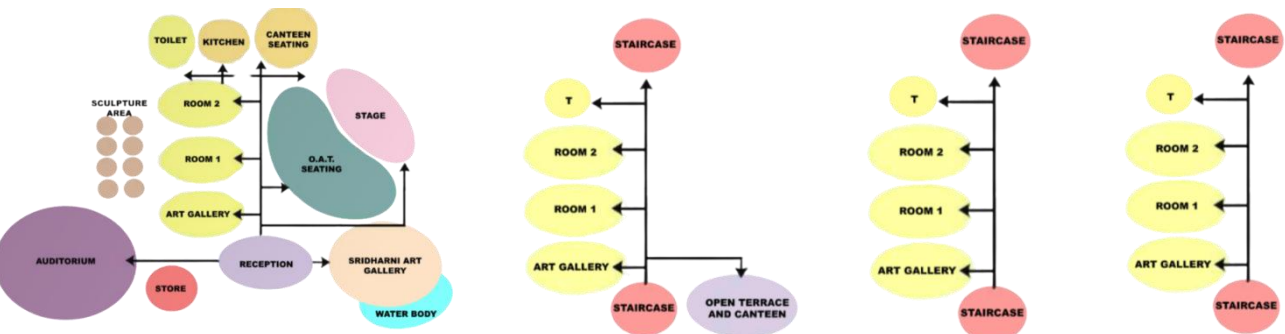 TOILET
KITCHEN
CANTEEN
SEATING
SCULPTURE
AREA
ROOM 2
STAGE
ROOM 1
O.A.T.
SEATING
ART GALLERY
AUDITORIUM
RECEPTION
SRIDHARNI ART
GALLERY
STORE
WATER BODY
STAIRCASE
T
ROOM 2
ROOM 1
ART GALLERY
STAIRCASE
OPEN TERRACE
AND CANTEEN
STAIRCASE
T
ROOM 2
ROOM 1
ART GALLERY
STAIRCASE
STAIRCASE
T
ROOM 2
ROOM 1
ART GALLERY
STAIRCASE